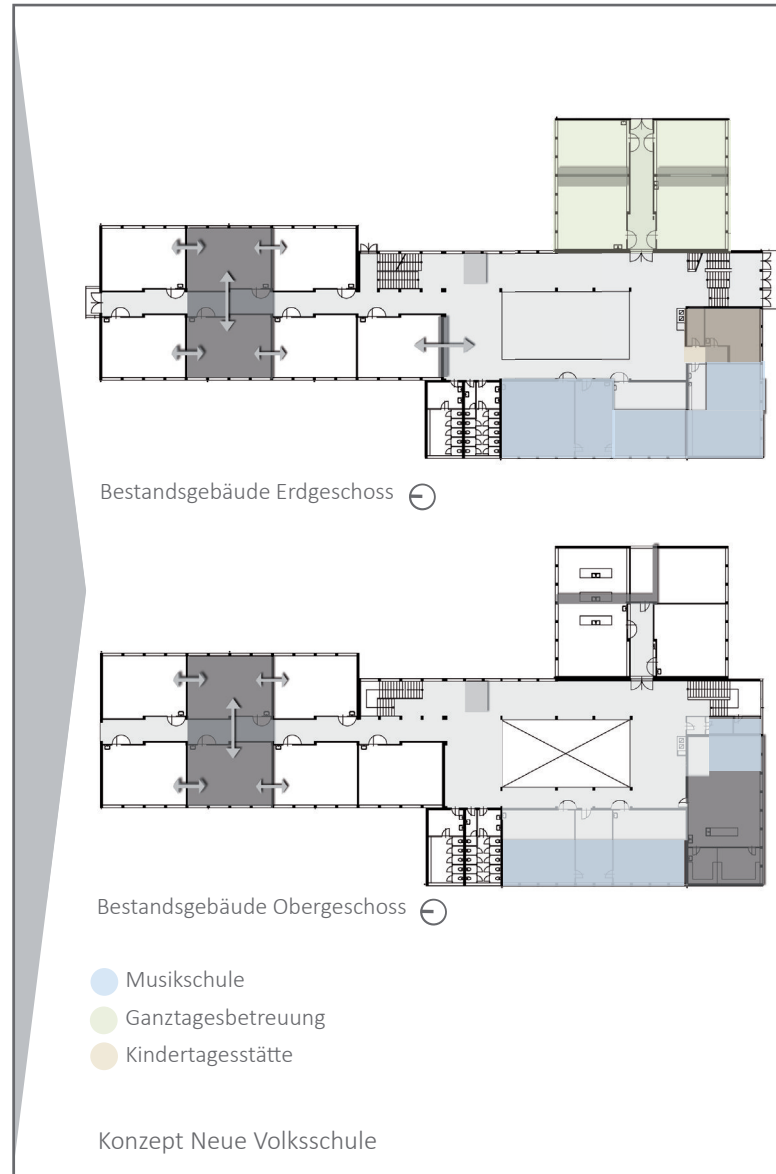 Bestandsgebäude Erdgeschoss
Bestandsgebäude Obergeschoss
Musikschule
Ganztagesbetreuung
Kindertagesstätte
Konzept Neue Volksschule